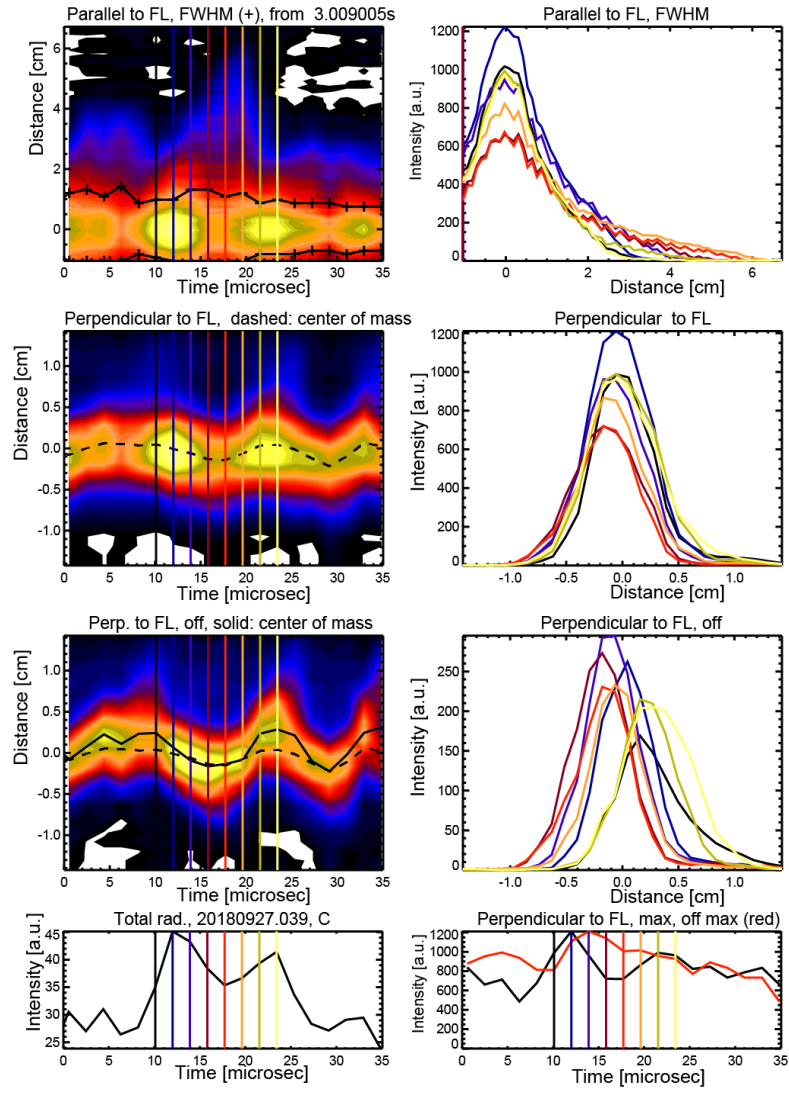 Parallel to FL, FWHM (+), from 3.009005s
Distance [cm]
6
4
2
0
0 5 10 15 20 25 30 35
Time [microsec]
Parallel to FL, FWHM
Intensity [a.u.]
1200
1000
800
600
400
200
0
0 2 4 6
Distance [cm]
Perpendicular to FL, dashed: center of mass
Distance [cm]
1.0
0.5
0.0
-0.5
-1.0
0 5 10 15 20 25 30 35
Time [microsec]
Perpendicular to FL
Intensity [a.u.]
1200
1000
800
600
400
200
0
-1.0 -0.5 0.0 0.5 1.0
Distance [cm]
Perp. to FL, off, solid: center of mass
Distance [cm]
1.0
0.5
0.0
-0.5
-1.0
0 5 10 15 20 25 30 35
Time [microsec]
Perpendicular to FL, off
Intensity [a.u.]
250
200
150
100
50
0
-1.0 -0.5 0.0 0.5 1.0
Distance [cm]
Total rad., 20180927.039, C
Intensity [a.u.]
45
40
35
30
25
0 5 10 15 20 25 30 35
Time [microsec]
Perpendicular to FL, max, off max (red)
Intensity [a.u.]
1200
1000
800
600
400
200
0
0 5 10 15 20 25 30 35
Time [microsec]